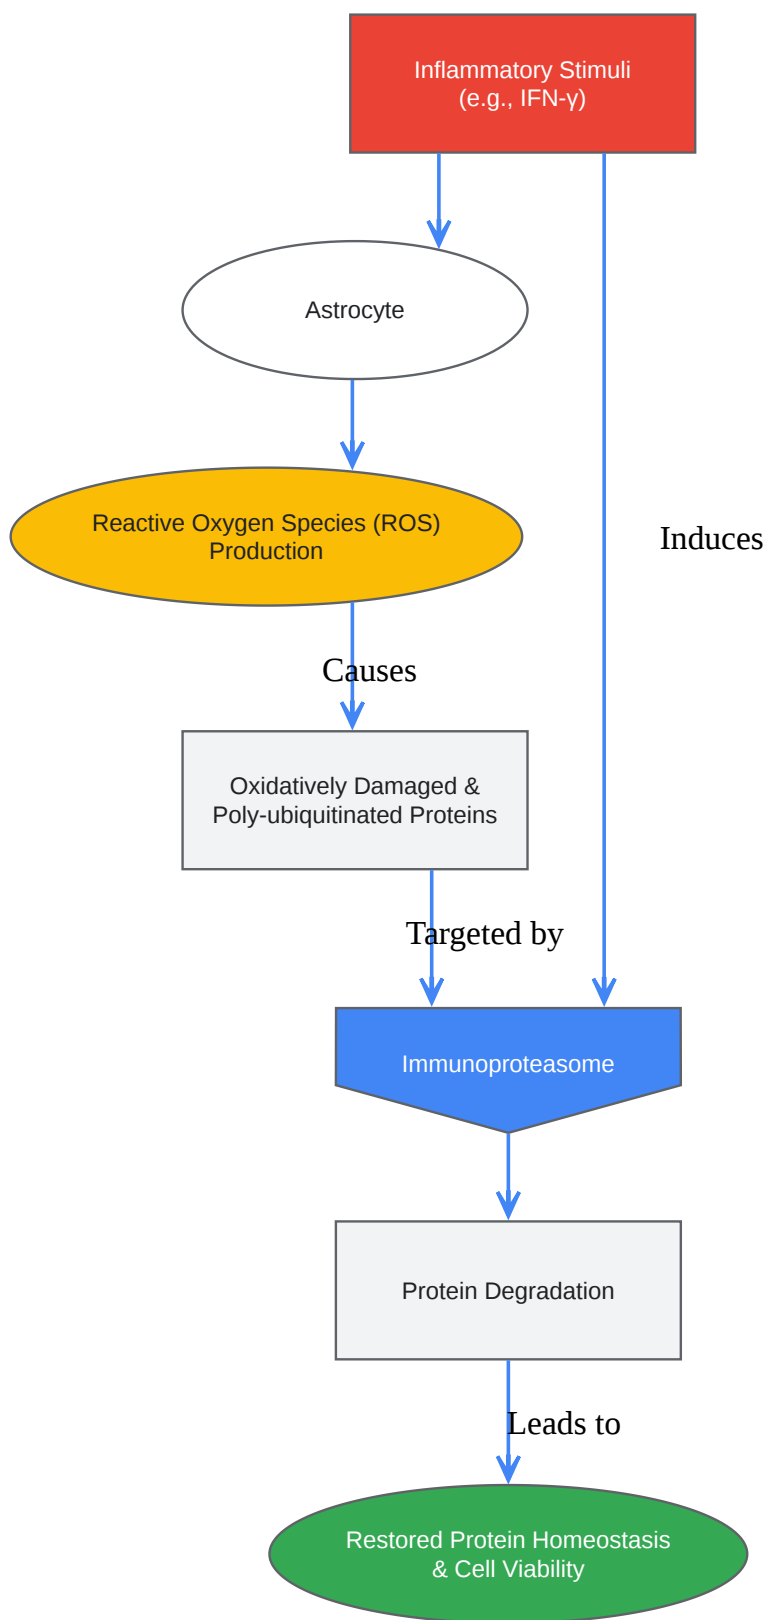 Inflammatory Stimuli
(e.g., IFN-γ)
Astrocyte
Reactive Oxygen Species (ROS)
Production
Induces
Causes
Oxidatively Damaged &
Poly-ubiquitinated Proteins
Targeted by
Immunoproteasome
Protein Degradation
Leads to
Restored Protein Homeostasis
& Cell Viability